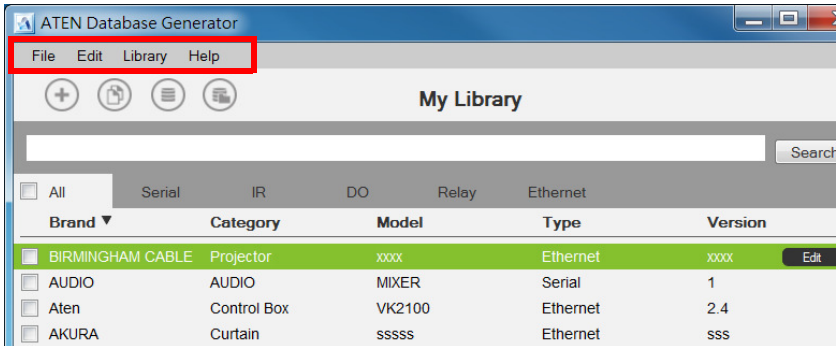 ATEN Database Generator
File Edit Library Help
My Library
Search
All Serial IR DO Relay Ethernet
Brand ▼ Category Model Type Version
BIRMINGHAM CABLE Projector xxxx Ethernet xxxx Edit
AUDIO AUDIO MIXER Serial 1
Aten Control Box VK2100 Ethernet 2.4
AKURA Curtain sssss Ethernet sss